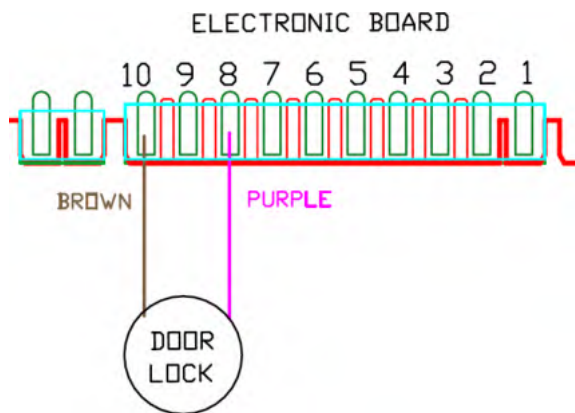 ELECTRONIC BOARD
10 9 8 7 6 5 4 3 2 1
BROWN PURPLE
DOOR
LOCK